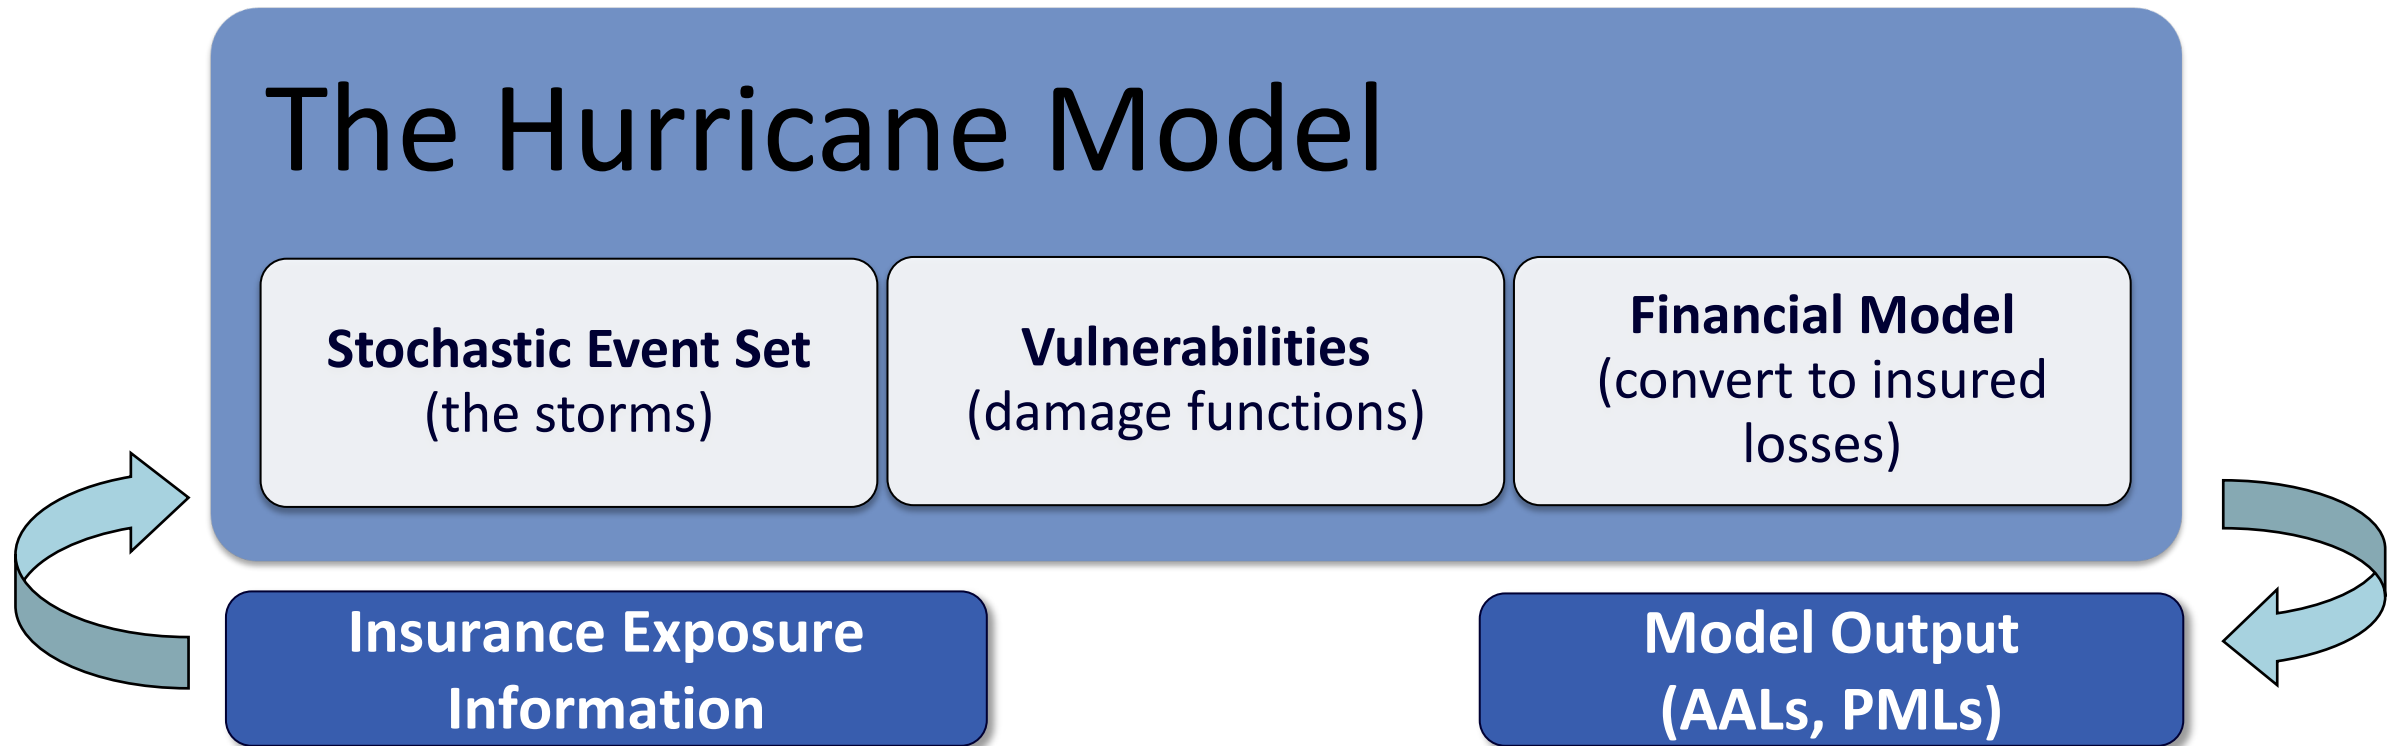 The Hurricane Model
Stochastic Event Set
(the storms)
Vulnerabilities
(damage functions)
Financial Model
(convert to insured
losses)
Insurance Exposure
Information
Model Output
(AALs, PMLs)